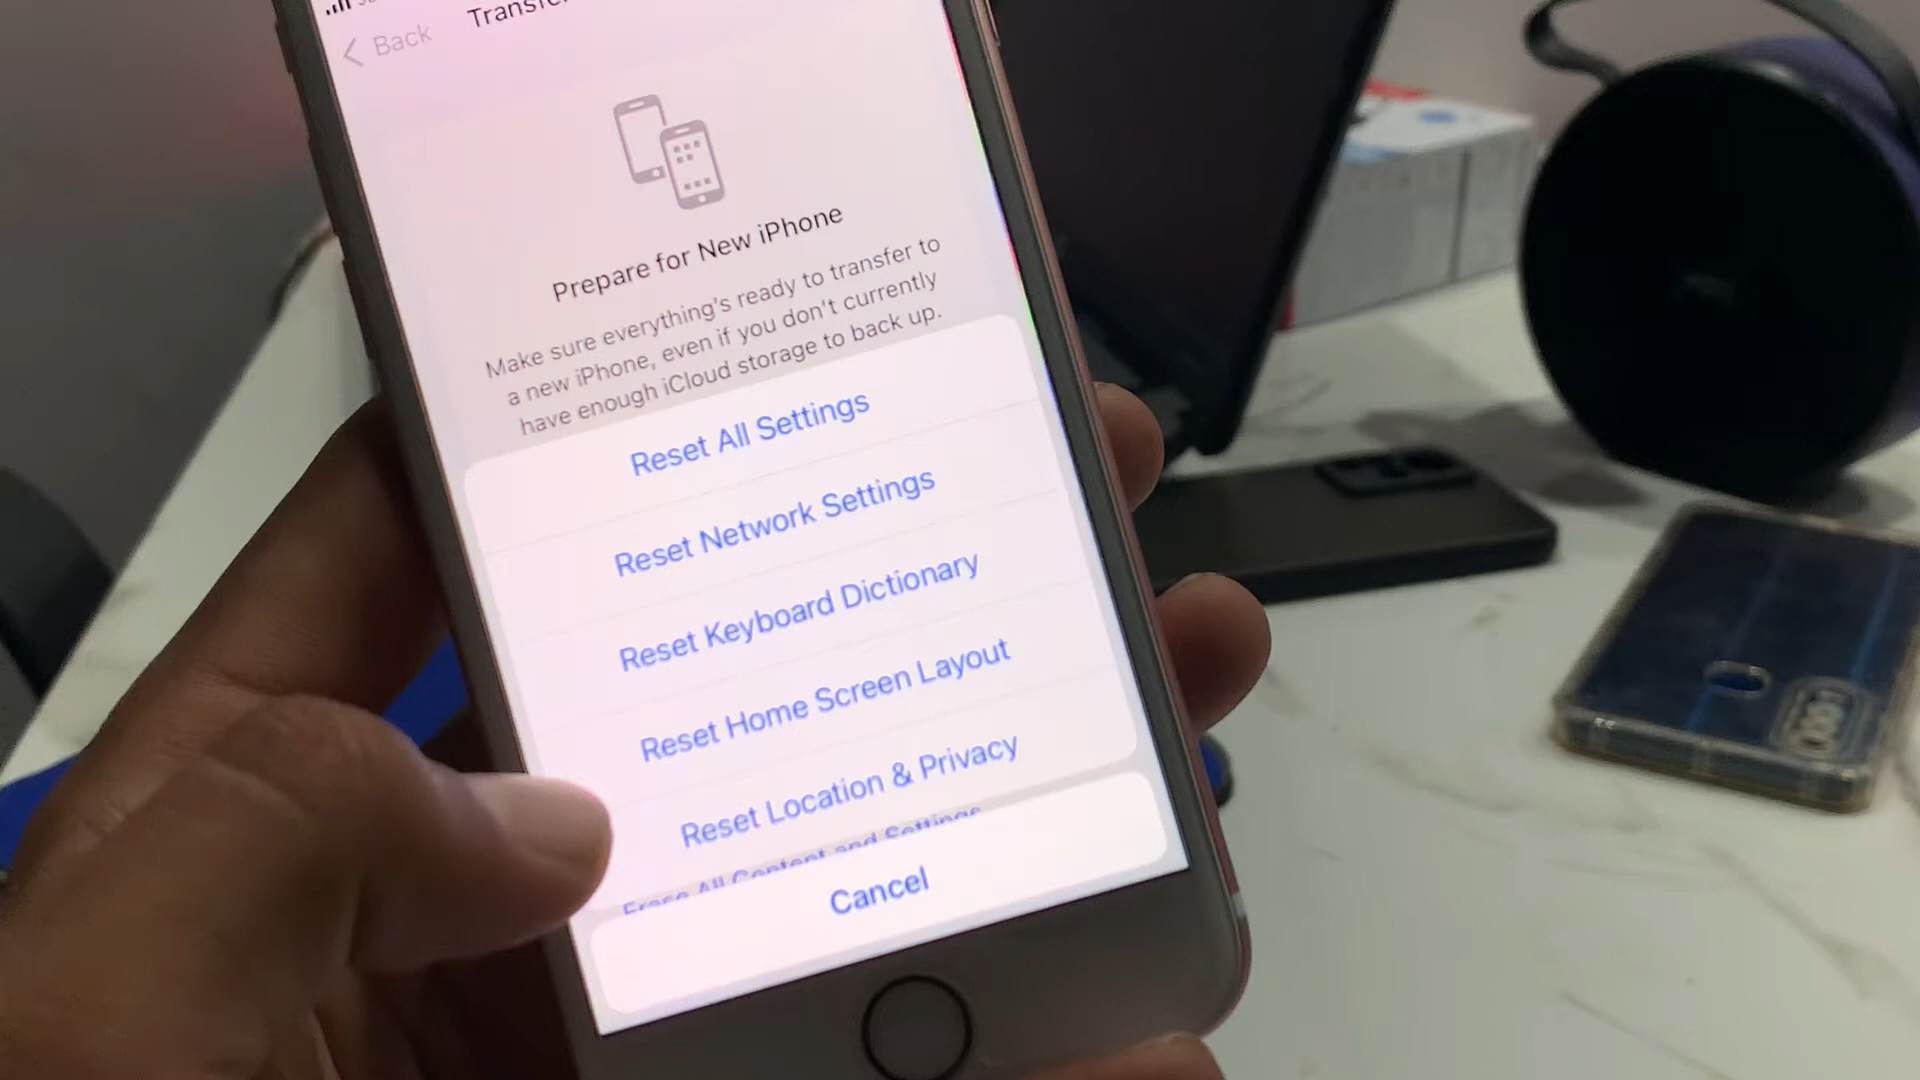 Back
Prepare for New iPhone
Make sure everything's ready to transfer to
a new iPhone, even if you don't currently
have enough iCloud storage to back up.
Reset All Settings
Reset Network Settings
Reset Keyboard Dictionary
Reset Home Screen Layout
Reset Location & Privacy
Erase All Content and Settings
Cancel